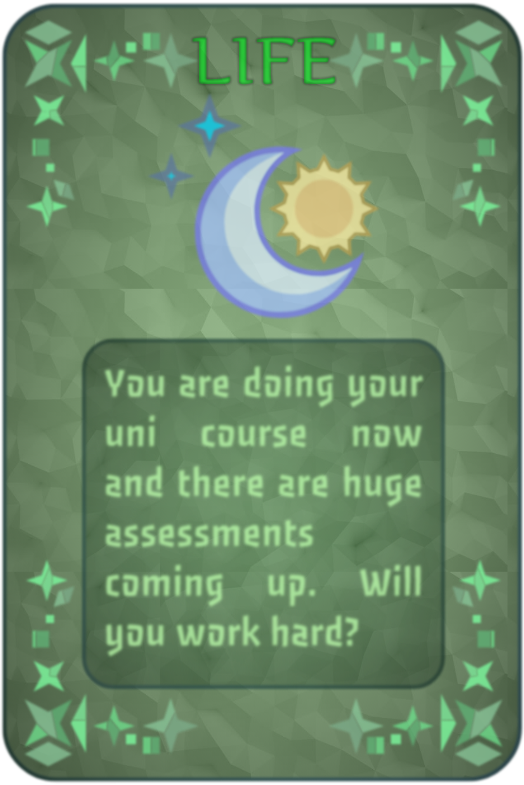 LIFE
You are doing your
uni course now
and there are huge
assessments
coming up. Will
you work hard?